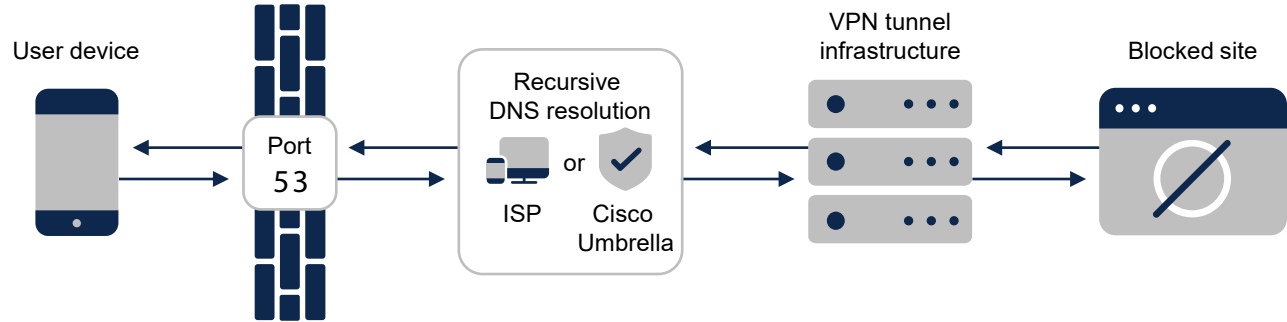 User device
Port
53
Recursive
DNS resolution
or
ISP
Cisco
Umbrella
VPN tunnel
infrastructure
Blocked site